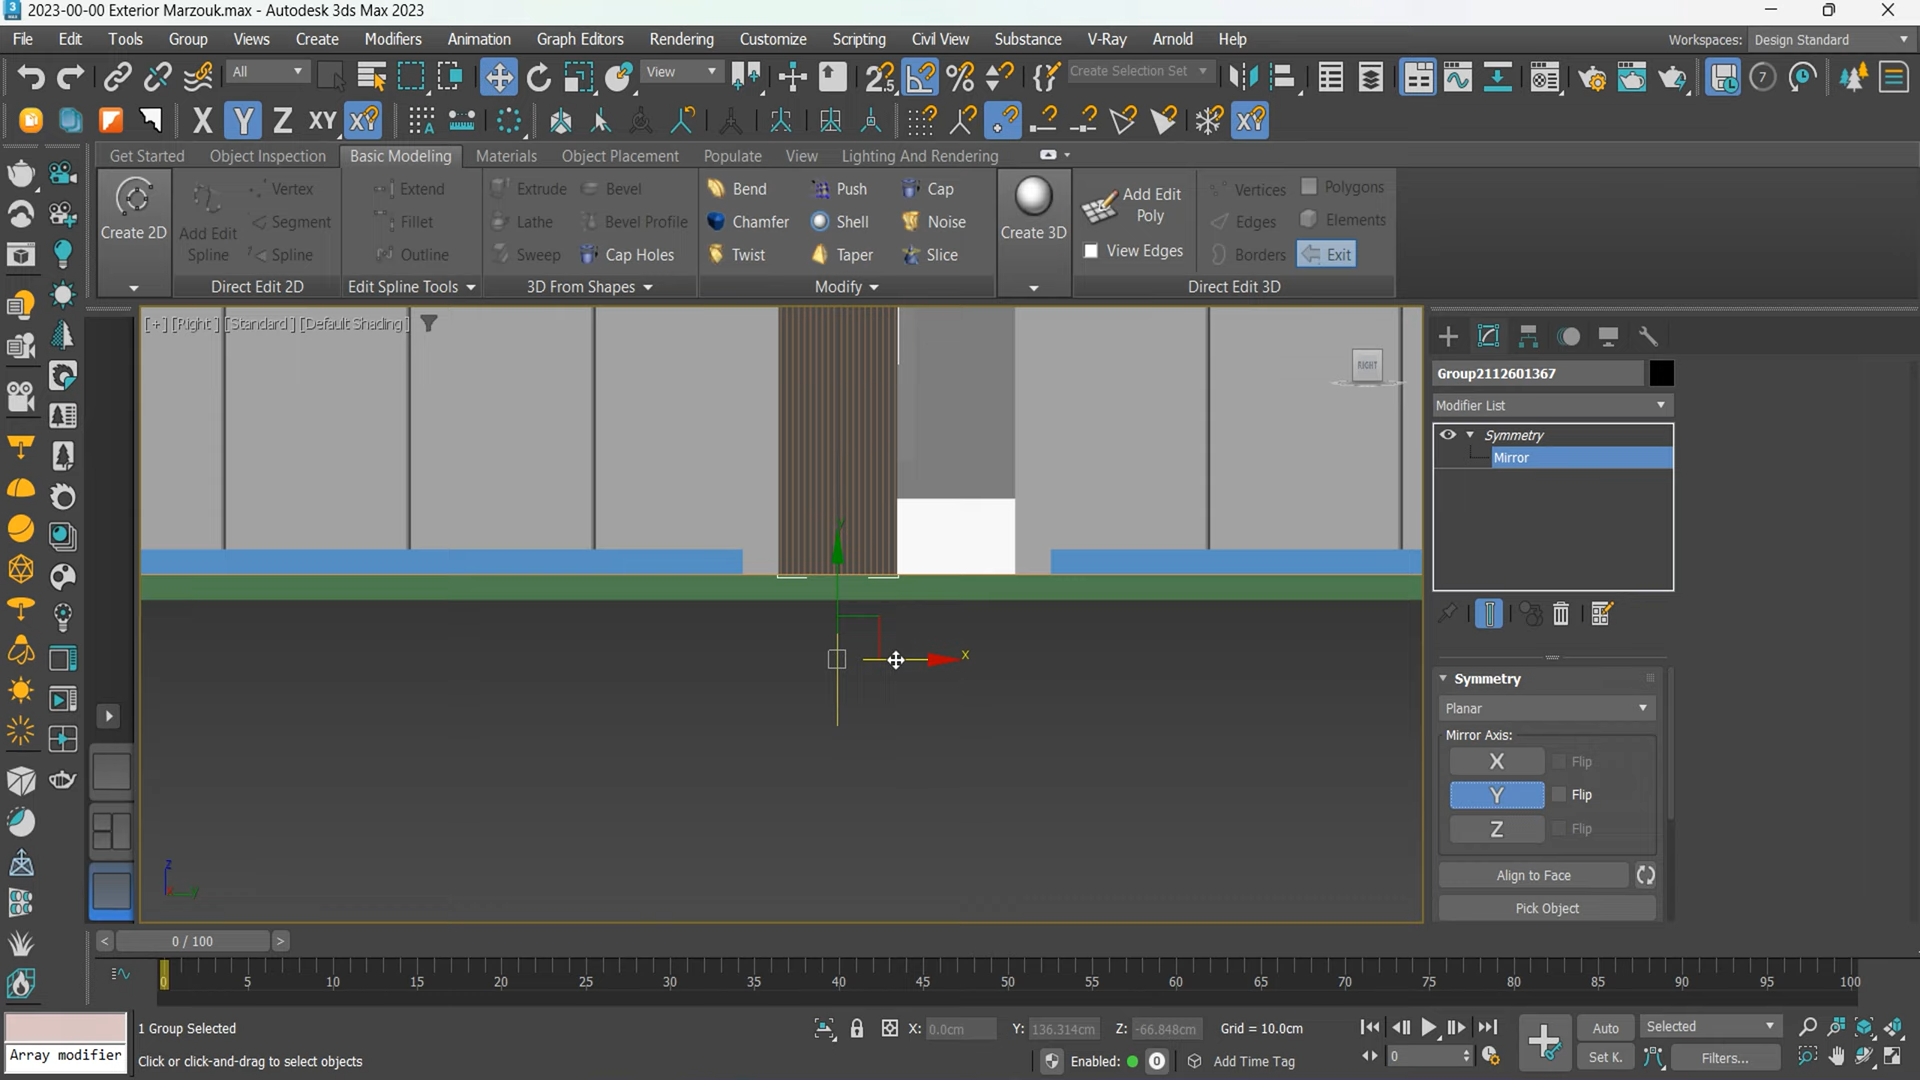 2023-00-00 Exterior Marzouk.max - Autodesk 3ds Max 2023
File Edit Tools Group Views Create Modifiers Animation Graph Editors Rendering Customize Scripting Civil View Substance V-Ray Arnold Help Workspaces: Design Standard
All View Create Selection Set 7
X Y Z XY XY
Get Started Object Inspection Basic Modeling Materials Object Placement Populate View Lighting And Rendering
Create 2D Add Edit Spline Vertex Segment Spline Direct Edit 2D
Extend Fillet Outline Edit Spline Tools
Extrude Bevel Lathe Bevel Profile Sweep Cap Holes 3D From Shapes
Bend Push Cap
Chamfer Shell Noise
Twist Taper Slice
Modify
Create 3D
Add Edit Poly View Edges Vertices Polygons Edges Elements Borders Exit Direct Edit 3D
[+] [Right ] [Standard ] [Default Shading ]
RIGHT
y
x
z
x
y
Group2112601367
Modifier List
Symmetry
Mirror
Symmetry
Planar
Mirror Axis:
X Flip
Y Flip
Z Flip
Align to Face
Pick Object
< 0 / 100 >
0 5 10 15 20 25 30 35 40 45 50 55 60 65 70 75 80 85 90 95 100
1 Group Selected X: 0.0cm Y: 136.314cm Z: -66.848cm Grid = 10.0cm Auto Selected
Array modifier Click or click-and-drag to select objects Enabled: 0 Add Time Tag 0 Set K. Filters...